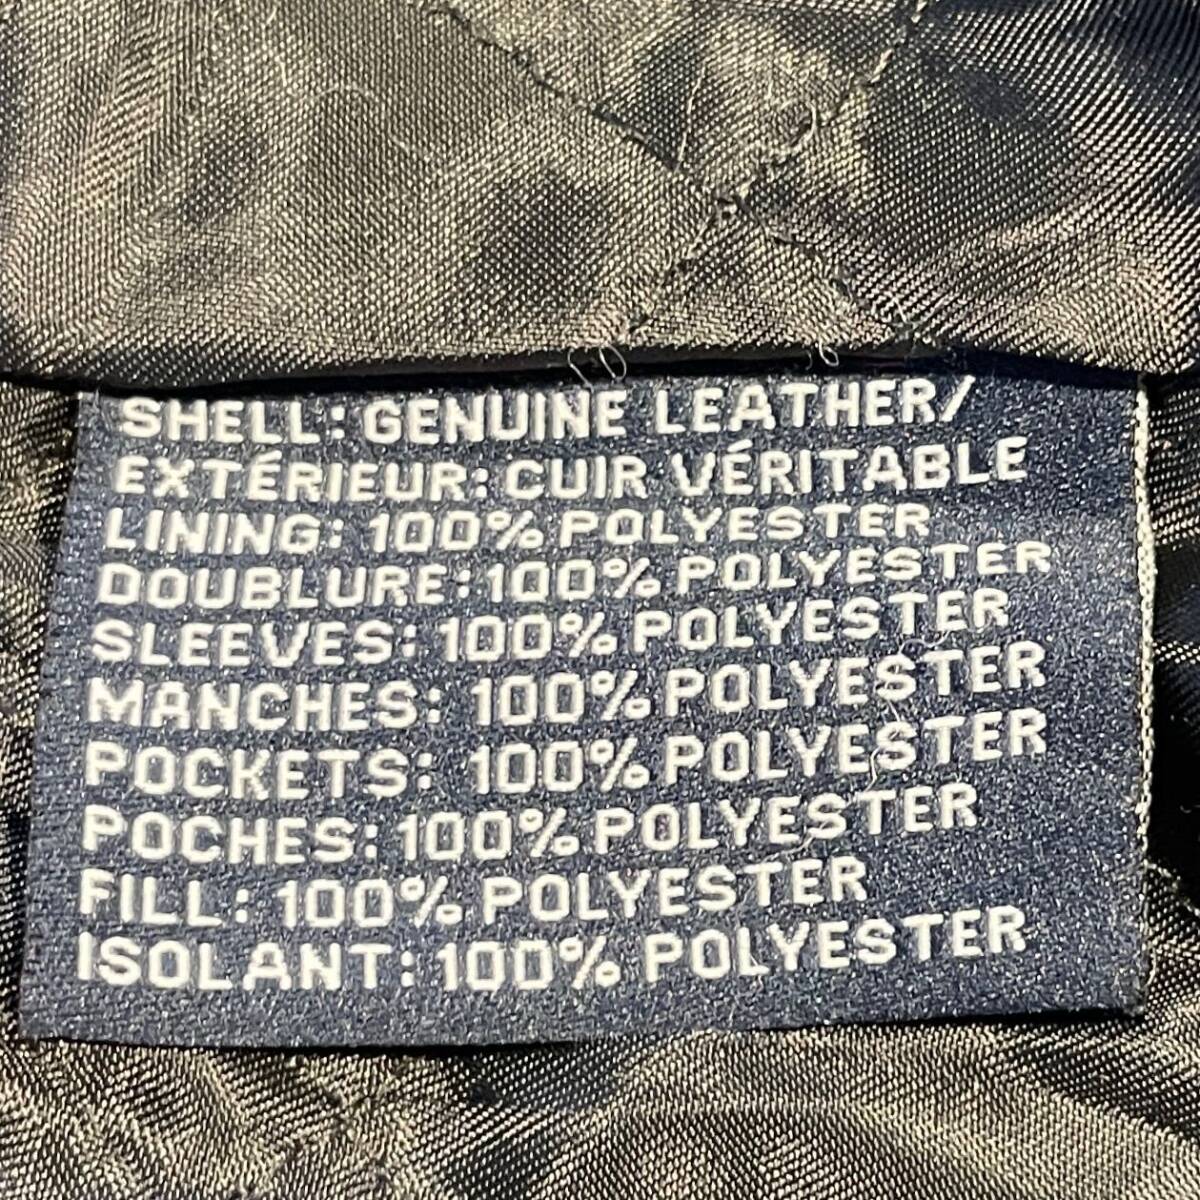 SHELL: GENUINE LEATHER/
EXTÉRIEUR: CUIR VÉRITABLE
LINING: 100% POLYESTER
DOUBLURE: 100% POLYESTER
SLEEVES: 100% POLYESTER
MANCHES: 100% POLYESTER
POCKETS: 100% POLYESTER
POCHES: 100% POLYESTER
FILL: 100% POLYESTER
ISOLANT: 100% POLYESTER